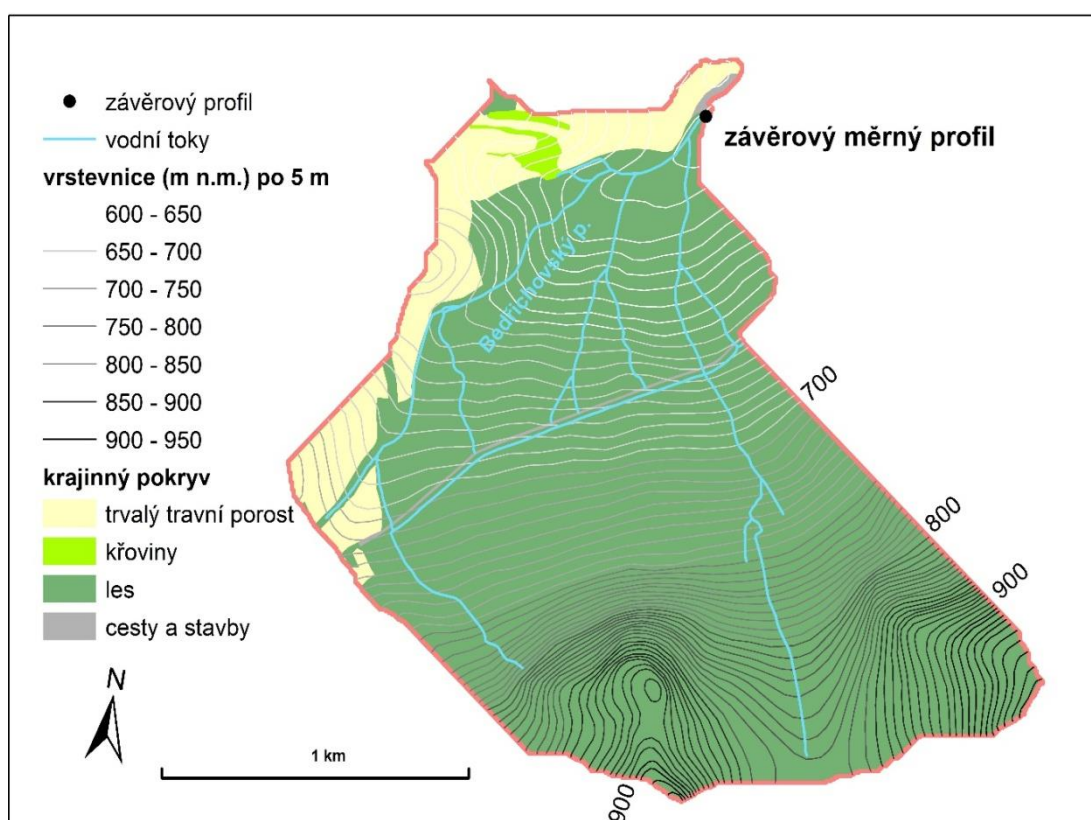 závěrový profil
vodní toky
vrstevnice (m n.m.) po 5 m
600 - 650
650 - 700
700 - 750
750 - 800
800 - 850
850 - 900
900 - 950
krajinný pokryv
trvalý travní porost
křoviny
les
cesty a stavby
N
1 km
závěrový měrný profil
Bedřichovský p.
700
800
900
900